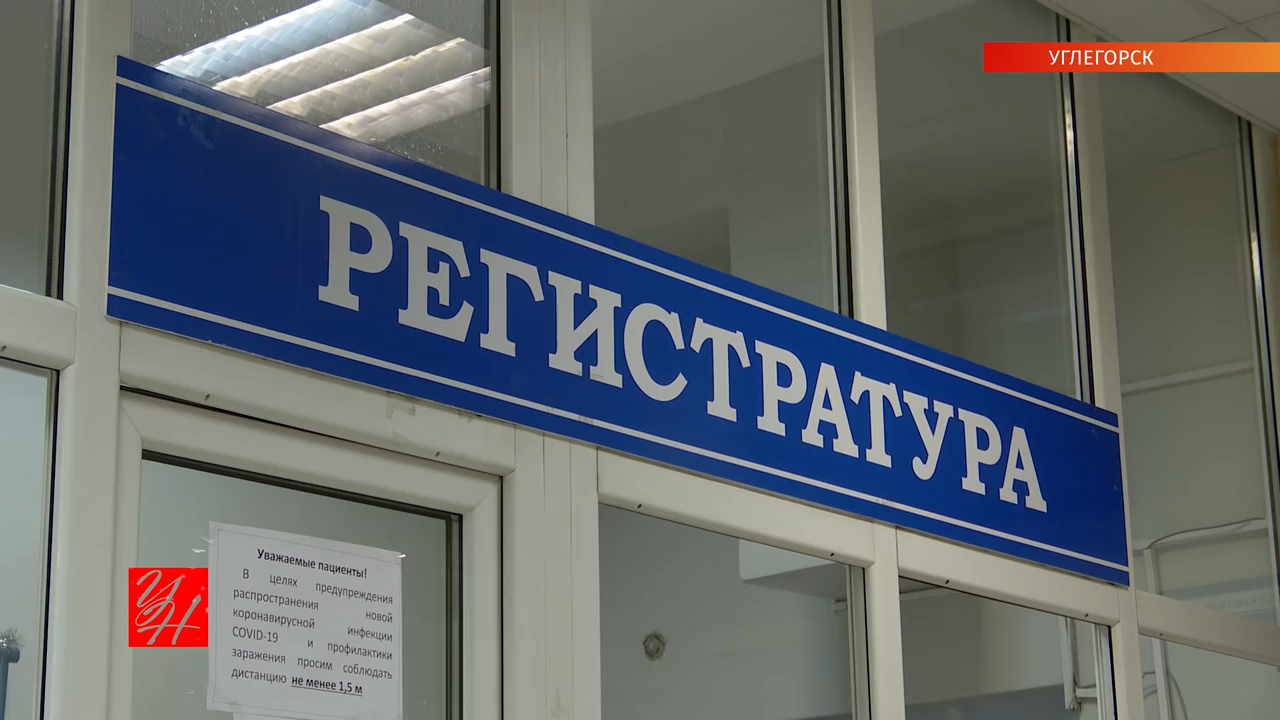 УГЛЕГОРСК
РЕГИСТРАТУРА
Уважаемые пациенты!
В целях предупреждения
распространения новой
коронавирусной инфекции
COVID-19 и профилактики
заражения просим соблюдать
дистанцию не менее 1,5 м
УН